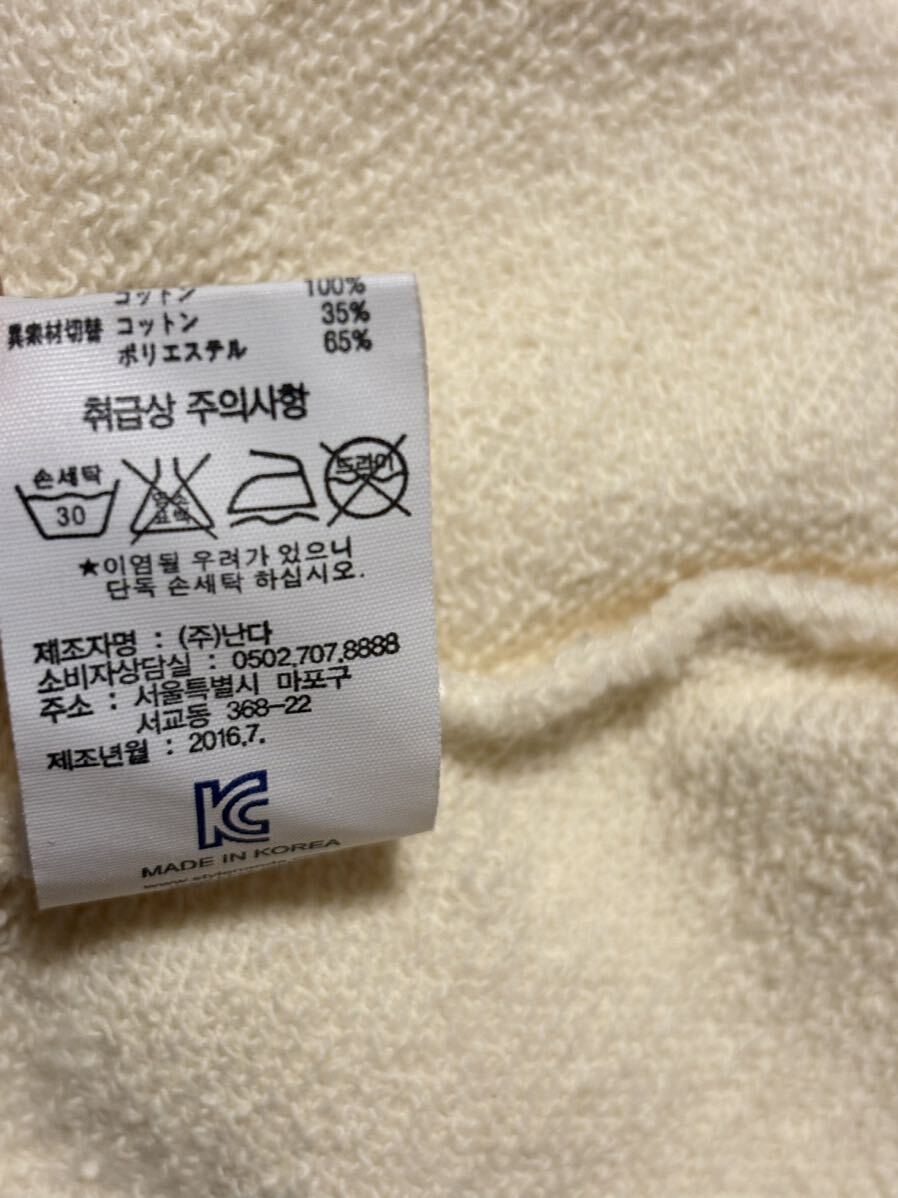 コットン 100%
異素材切替 コットン 35%
ポリエステル 65%
취급상 주의사항
손세탁
30
염소
표백
드라이
★이염될 우려가 있으니
단독 손세탁 하십시오.
제조자명 : (주)난다
소비자상담실 : 0502.707.8888
주소 : 서울특별시 마포구
서교동 368-22
제조년월 : 2016.7.
KC
MADE IN KOREA